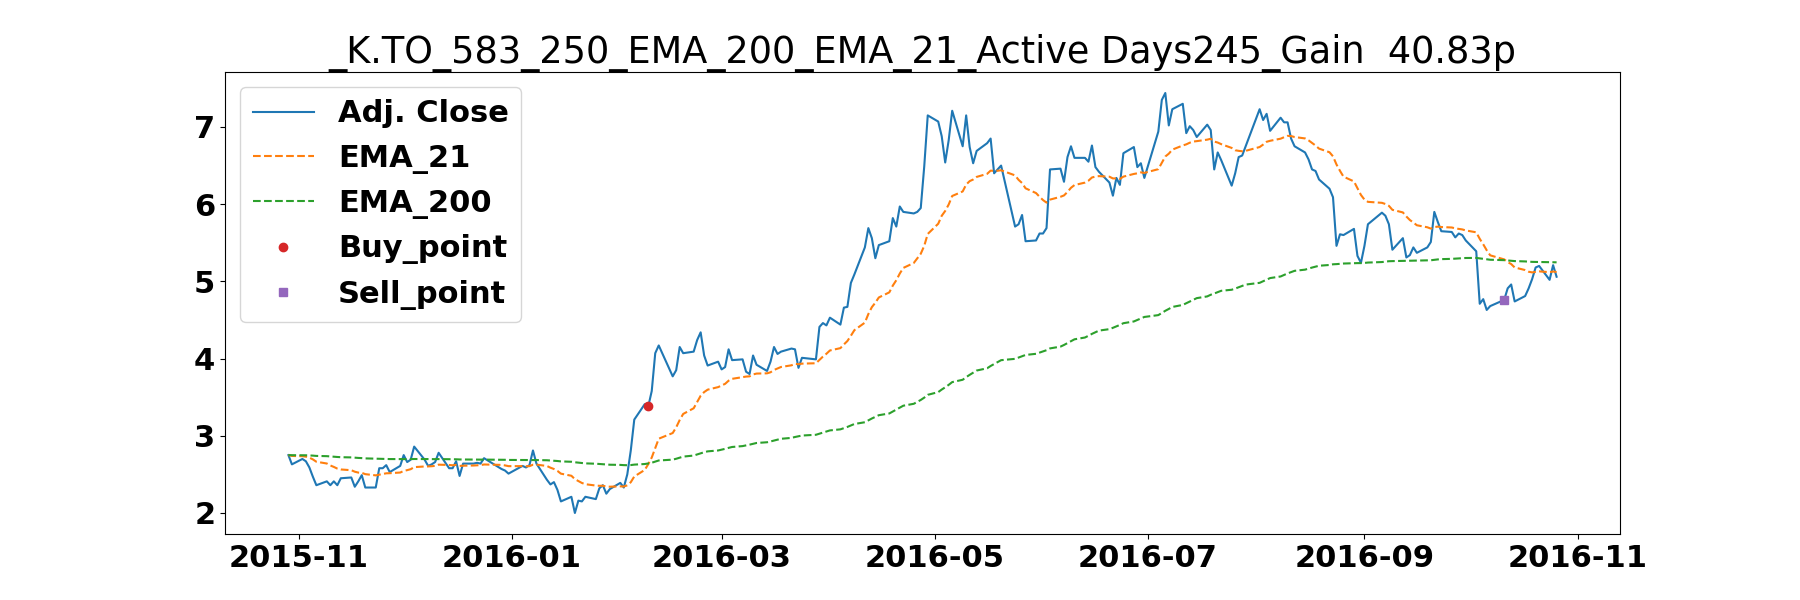 _K.TO_583_250_EMA_200_EMA_21_Active Days245_Gain  40.83p
Adj. Close
EMA_21
EMA_200
Buy_point
Sell_point
7
6
5
4
3
2
2015-11 2016-01 2016-03 2016-05 2016-07 2016-09 2016-11